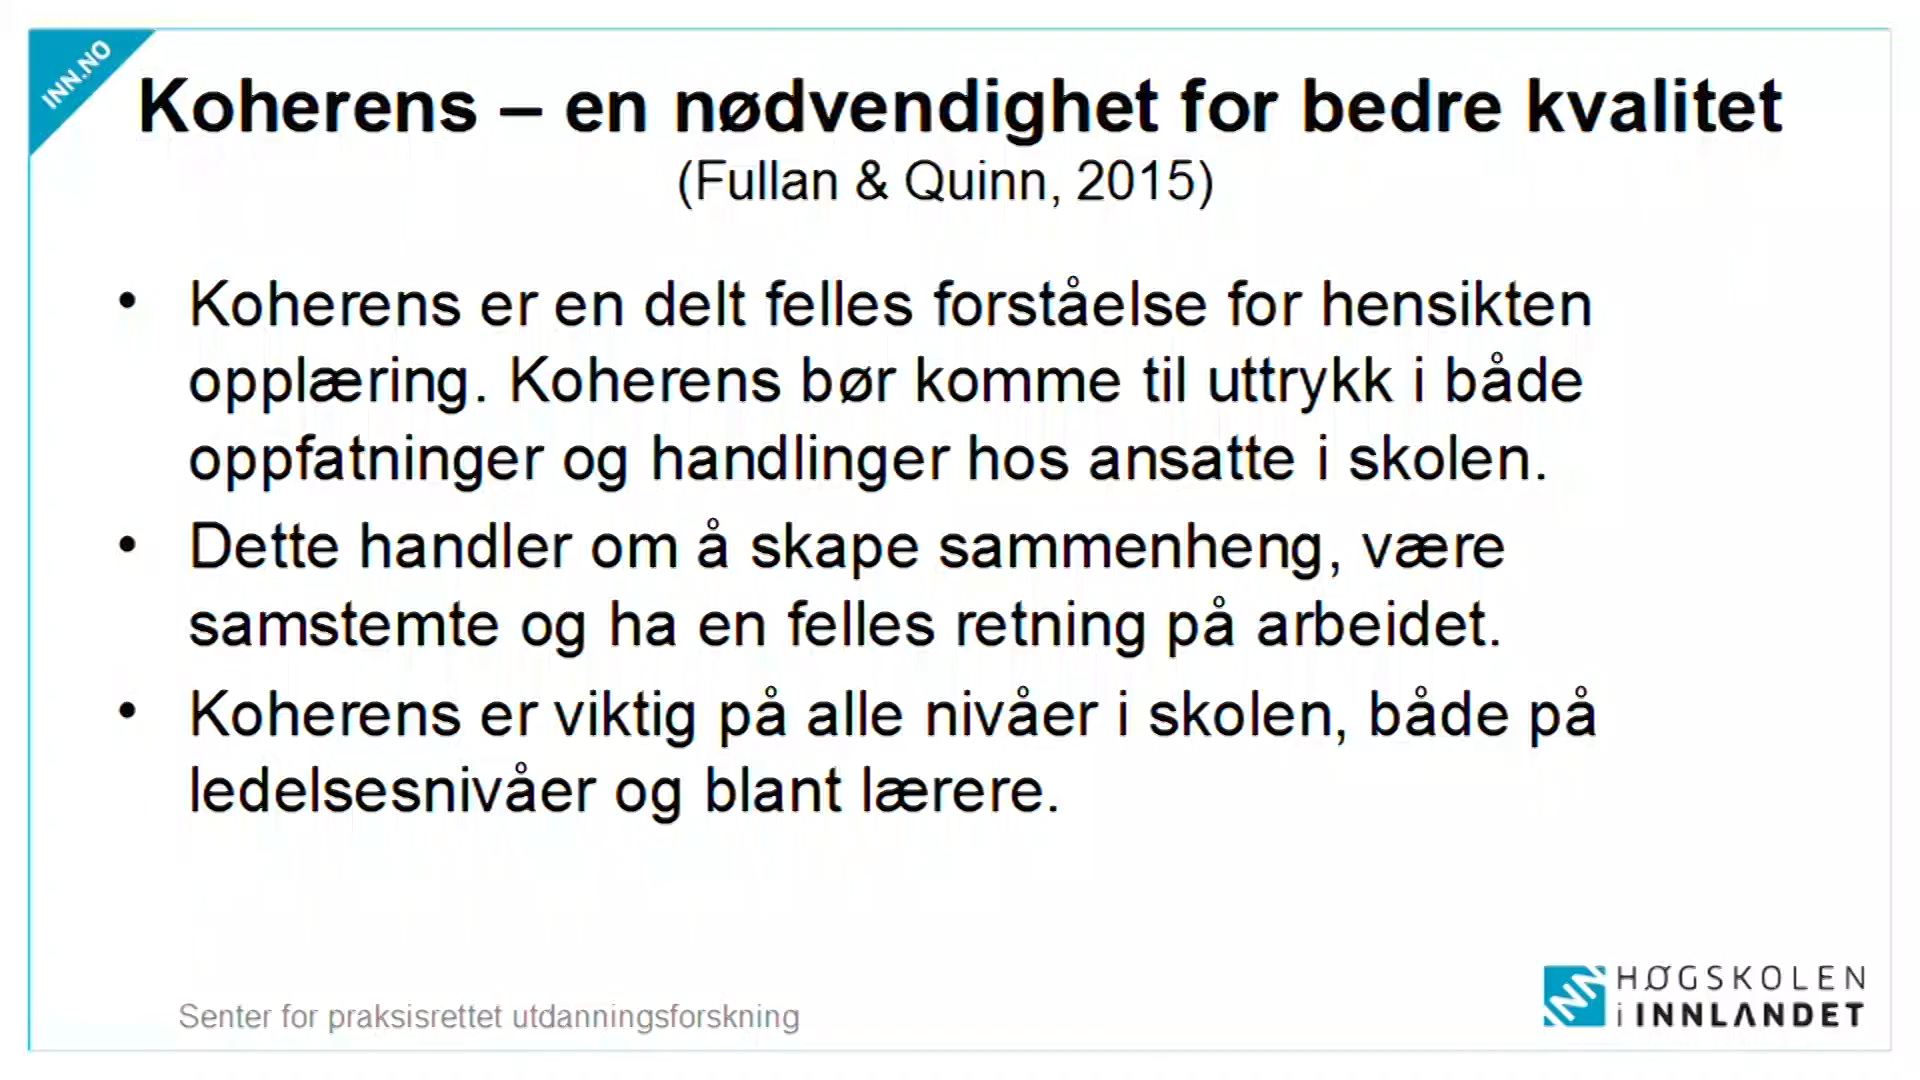 INN.NO
Koherens – en nødvendighet for bedre kvalitet
(Fullan & Quinn, 2015)
• Koherens er en delt felles forståelse for hensikten
opplæring. Koherens bør komme til uttrykk i både
oppfatninger og handlinger hos ansatte i skolen.
• Dette handler om å skape sammenheng, være
samstemte og ha en felles retning på arbeidet.
• Koherens er viktig på alle nivåer i skolen, både på
ledelsesnivåer og blant lærere.
Senter for praksisrettet utdanningsforskning
INN
HØGSKOLEN
i INNLANDET